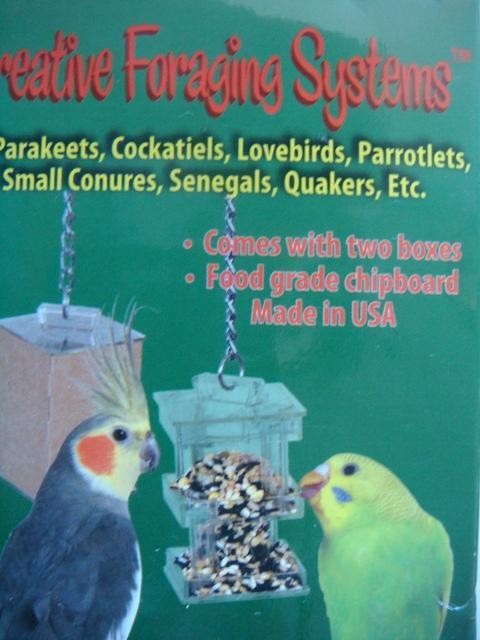 reative Foraging Systems™
Parakeets, Cockatiels, Lovebirds, Parrotlets,
Small Conures, Senegals, Quakers, Etc.
• Comes with two boxes
• Food grade chipboard
Made in USA